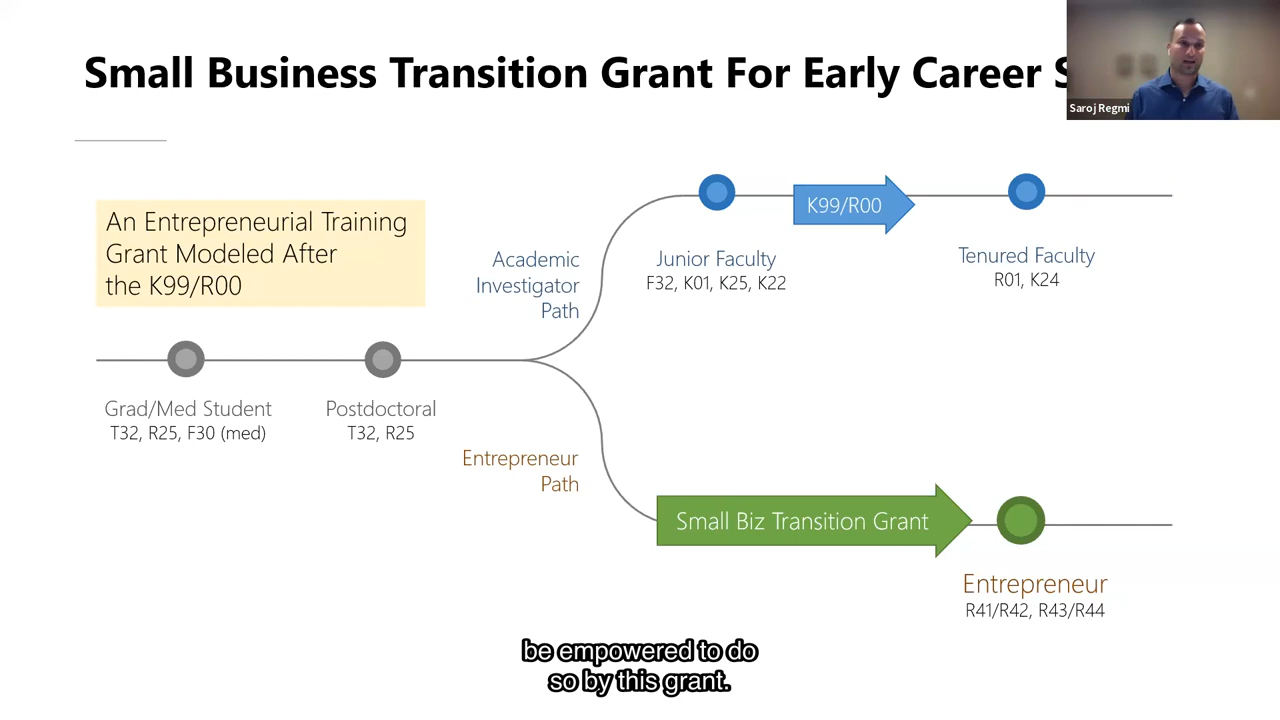 Small Business Transition Grant For Early Career
Saroj Regmi
An Entrepreneurial Training
Grant Modeled After
the K99/R00
Academic
Investigator
Path
K99/R00
Junior Faculty
F32, K01, K25, K22
Tenured Faculty
R01, K24
Grad/Med Student
T32, R25, F30 (med)
Postdoctoral
T32, R25
Entrepreneur
Path
Small Biz Transition Grant
Entrepreneur
R41/R42, R43/R44
be empowered to do
so by this grant.